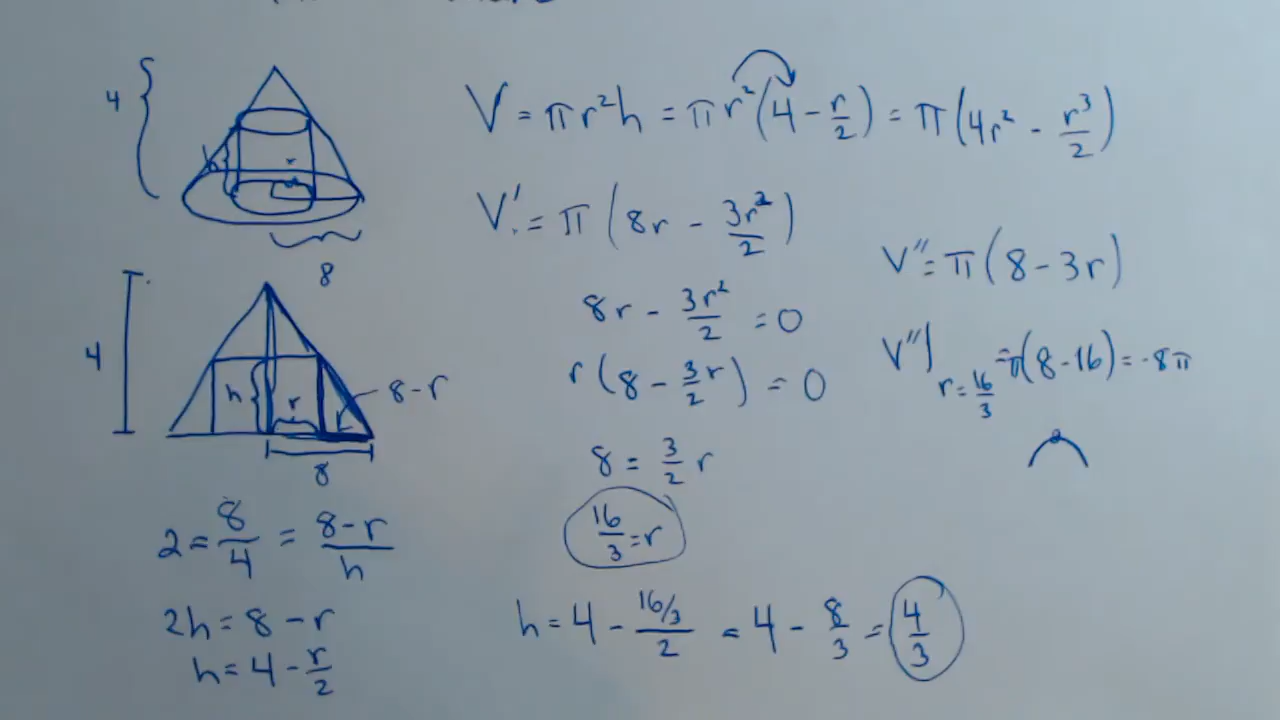 4
h
r
8
4
h
r
8-r
8
2 = 8/4 = (8-r)/h
2h = 8 - r
h = 4 - r/2
V = πr²h = πr²(4 - r/2) = π(4r² - r³/2)
V' = π(8r - 3r²/2)
8r - 3r²/2 = 0
r(8 - 3/2 r) = 0
8 = 3/2 r
16/3 = r
h = 4 - (16/3)/2 = 4 - 8/3 = 4/3
V" = π(8 - 3r)
V"| r = 16/3 = π(8 - 16) = -8π